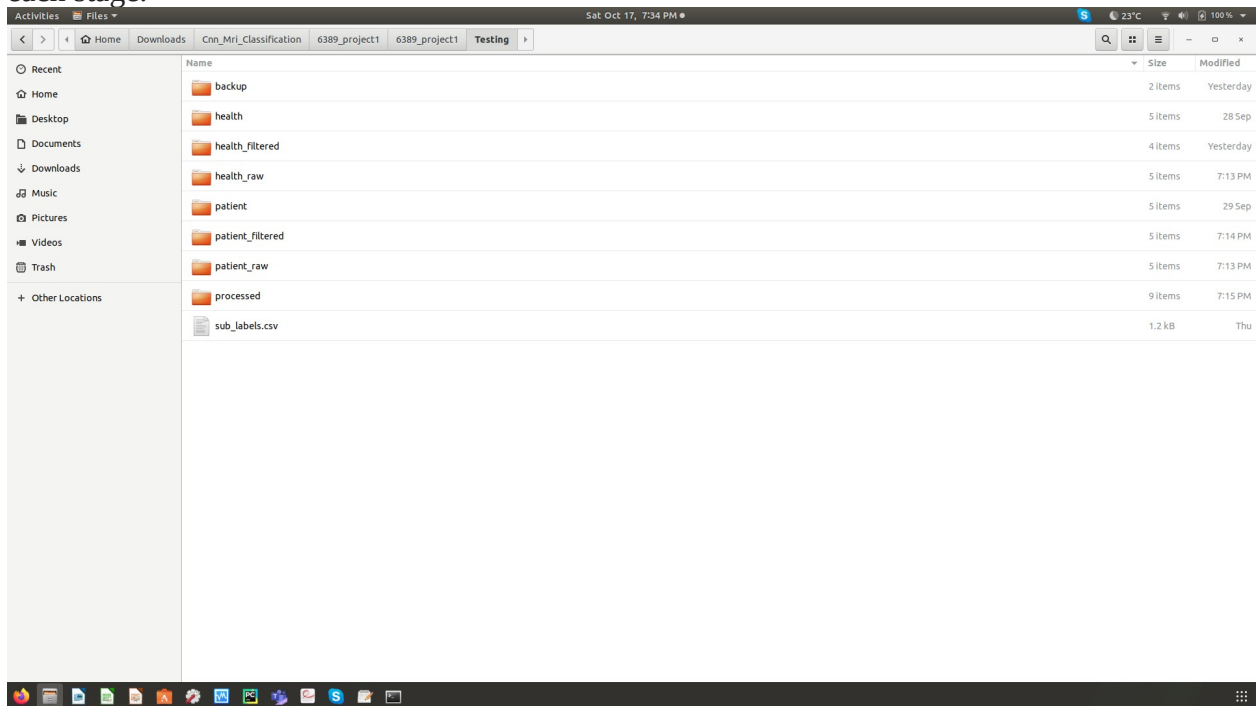 each stage.
Activities Files Sat Oct 17, 7:34 PM 23°C 100 %
Home Downloads Cnn_Mri_Classification 6389_project1 6389_project1 Testing
Name Size Modified
Recent
Home
Desktop
Documents
Downloads
Music
Pictures
Videos
Trash
+ Other Locations
backup 2 items Yesterday
health 5 items 28 Sep
health_filtered 4 items Yesterday
health_raw 5 items 7:13 PM
patient 5 items 29 Sep
patient_filtered 5 items 7:14 PM
patient_raw 5 items 7:13 PM
processed 9 items 7:15 PM
sub_labels.csv 1.2 kB Thu